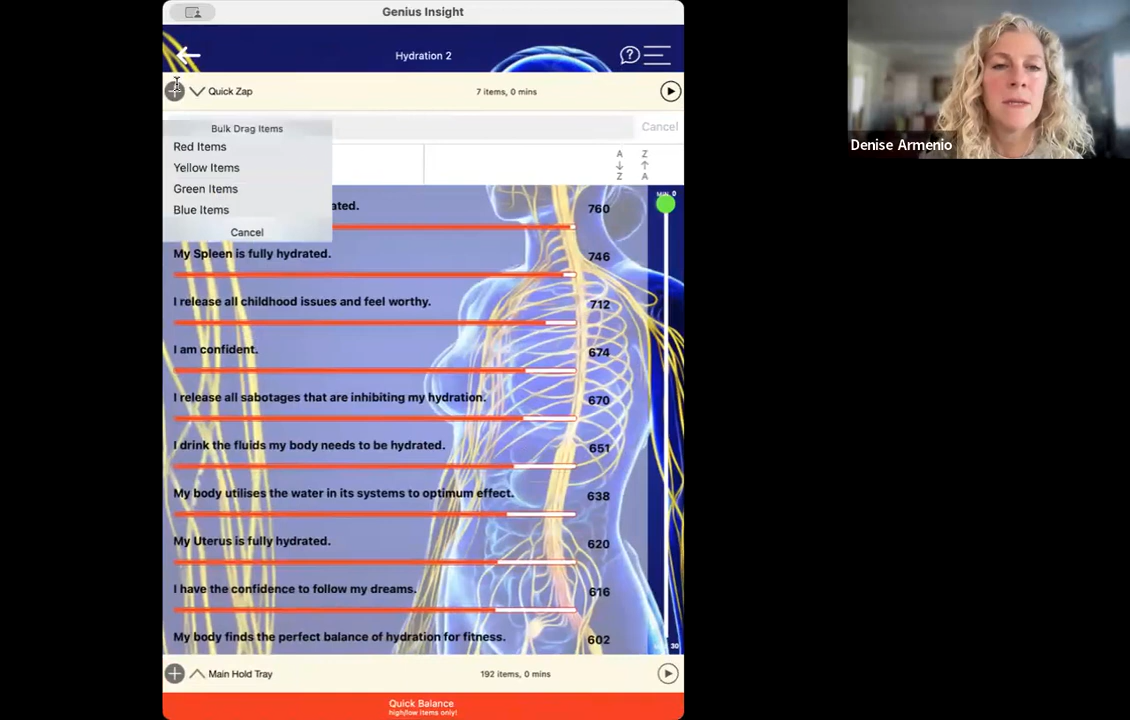 Genius Insight
Hydration 2
Quick Zap
7 items, 0 mins
Cancel
Bulk Drag Items
Red Items
Yellow Items
Green Items
Blue Items
Cancel
A
Z
Z
A
ated.
760
My Spleen is fully hydrated.
746
I release all childhood issues and feel worthy.
712
I am confident.
674
I release all sabotages that are inhibiting my hydration.
670
I drink the fluids my body needs to be hydrated.
651
My body utilises the water in its systems to optimum effect.
638
My Uterus is fully hydrated.
620
I have the confidence to follow my dreams.
616
My body finds the perfect balance of hydration for fitness.
602
30
Main Hold Tray
192 items, 0 mins
Quick Balance
high/low items only!
Denise Armenio